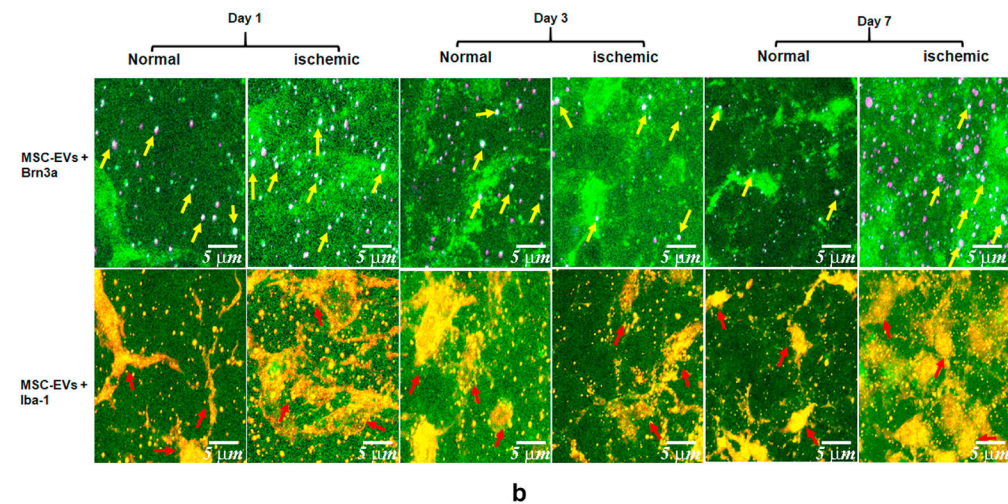 Day 1
Day 3
Day 7
Normal
ischemic
Normal
ischemic
Normal
ischemic
MSC-EVs +
Brn3a
5 μm
5 μm
5 μm
5 μm
5 μm
5 μm
MSC-EVs +
Iba-1
5 μm
5 μm
5 μm
5 μm
5 μm
5 μm
b